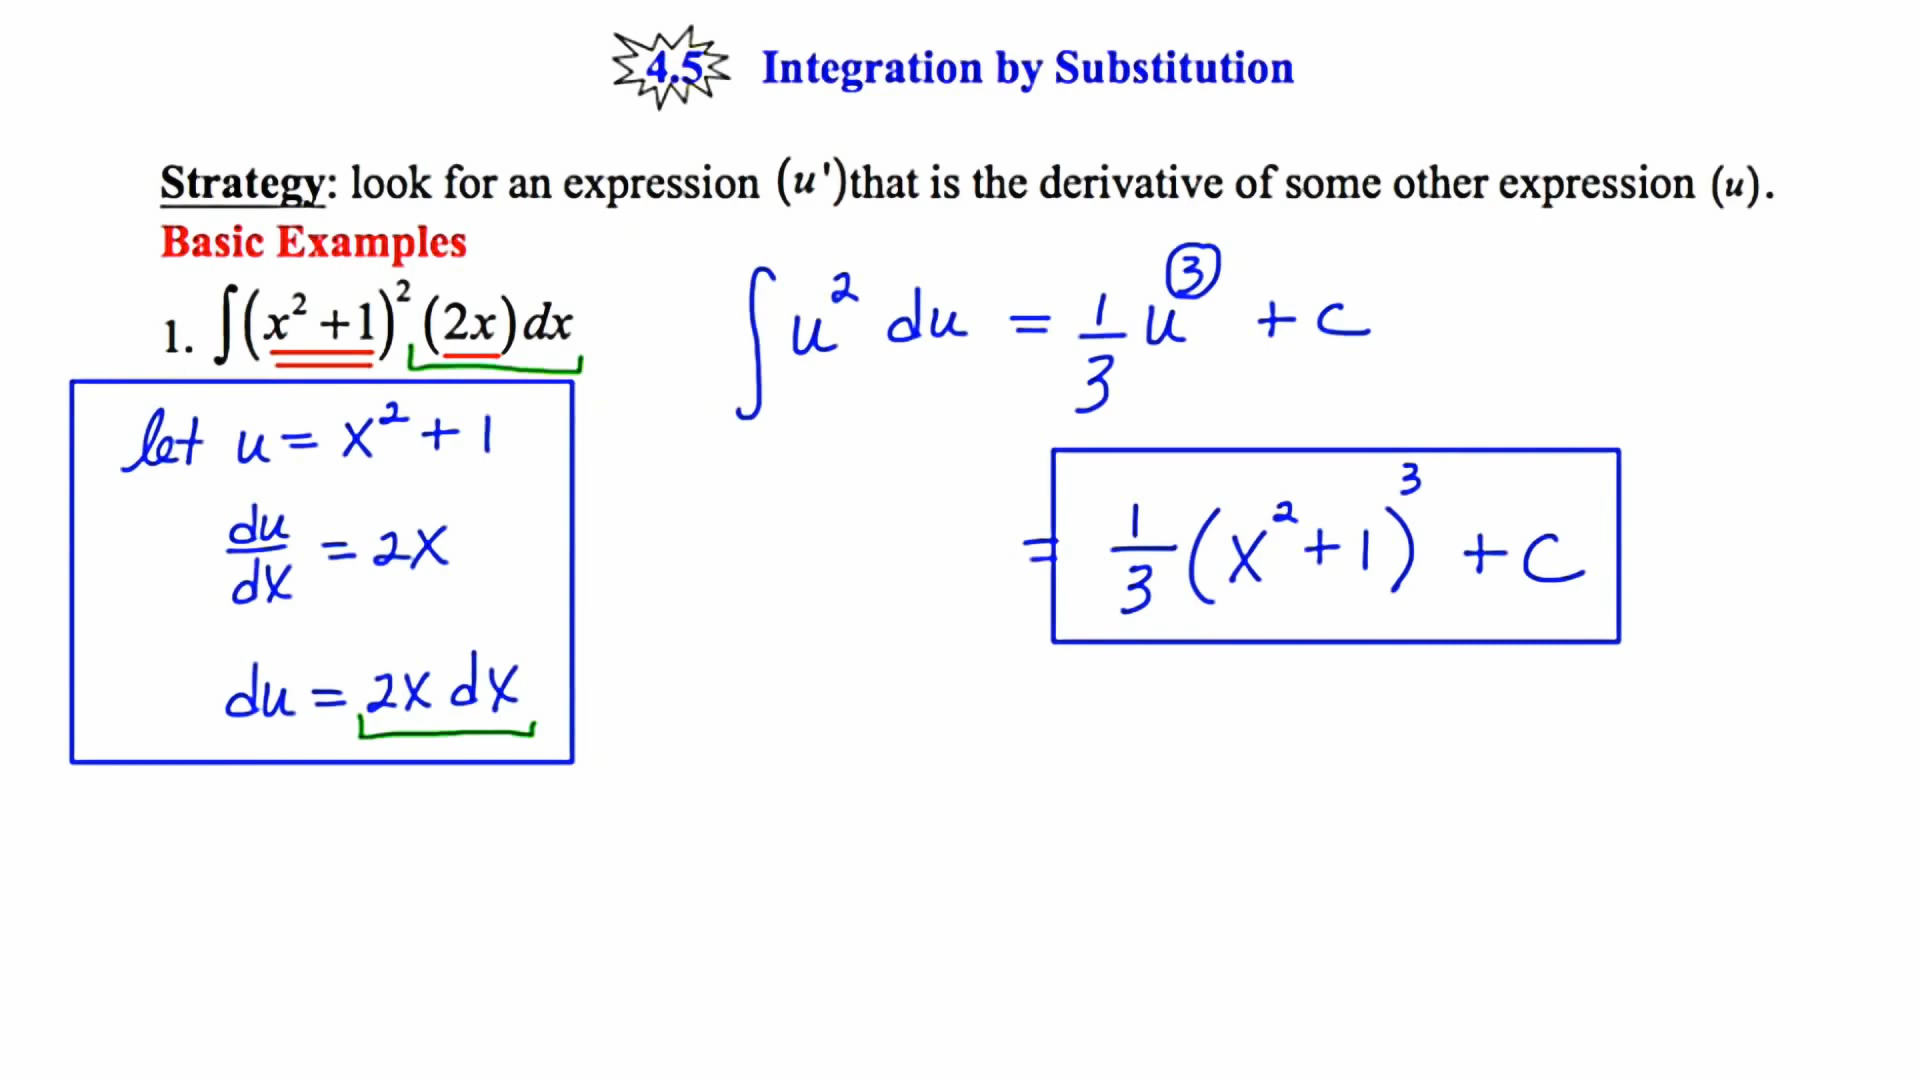 4.5 Integration by Substitution
Strategy: look for an expression (u') that is the derivative of some other expression (u).
Basic Examples
1. ∫(x² + 1)² (2x) dx
let u = x² + 1
du/dx = 2x
du = 2x dx
∫ u² du = 1/3 u³ + c
= 1/3 (x² + 1)³ + c